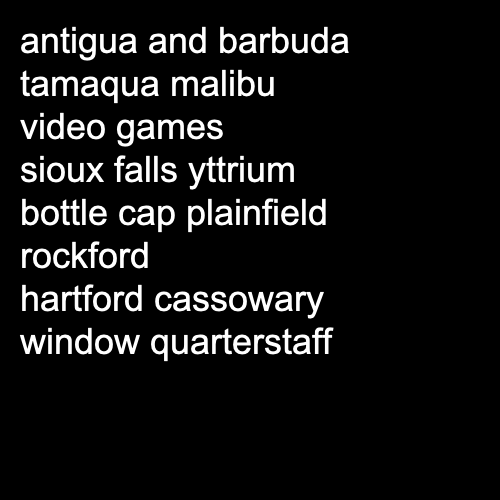 antigua and barbuda
tamaqua malibu
video games
sioux falls yttrium
bottle cap plainfield
rockford
hartford cassowary
window quarterstaff